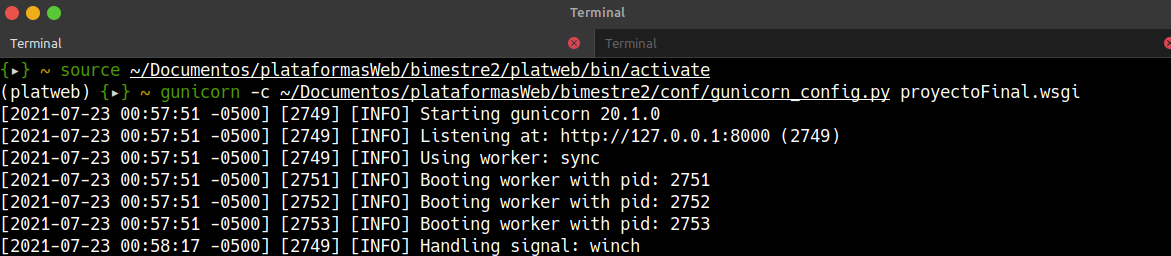 Terminal
Terminal Terminal
{▸} ~ source ~/Documentos/plataformasWeb/bimestre2/platweb/bin/activate
(platweb) {▸} ~ gunicorn -c ~/Documentos/plataformasWeb/bimestre2/conf/gunicorn_config.py proyectoFinal.wsgi
[2021-07-23 00:57:51 -0500] [2749] [INFO] Starting gunicorn 20.1.0
[2021-07-23 00:57:51 -0500] [2749] [INFO] Listening at: http://127.0.0.1:8000 (2749)
[2021-07-23 00:57:51 -0500] [2749] [INFO] Using worker: sync
[2021-07-23 00:57:51 -0500] [2751] [INFO] Booting worker with pid: 2751
[2021-07-23 00:57:51 -0500] [2752] [INFO] Booting worker with pid: 2752
[2021-07-23 00:57:51 -0500] [2753] [INFO] Booting worker with pid: 2753
[2021-07-23 00:58:17 -0500] [2749] [INFO] Handling signal: winch